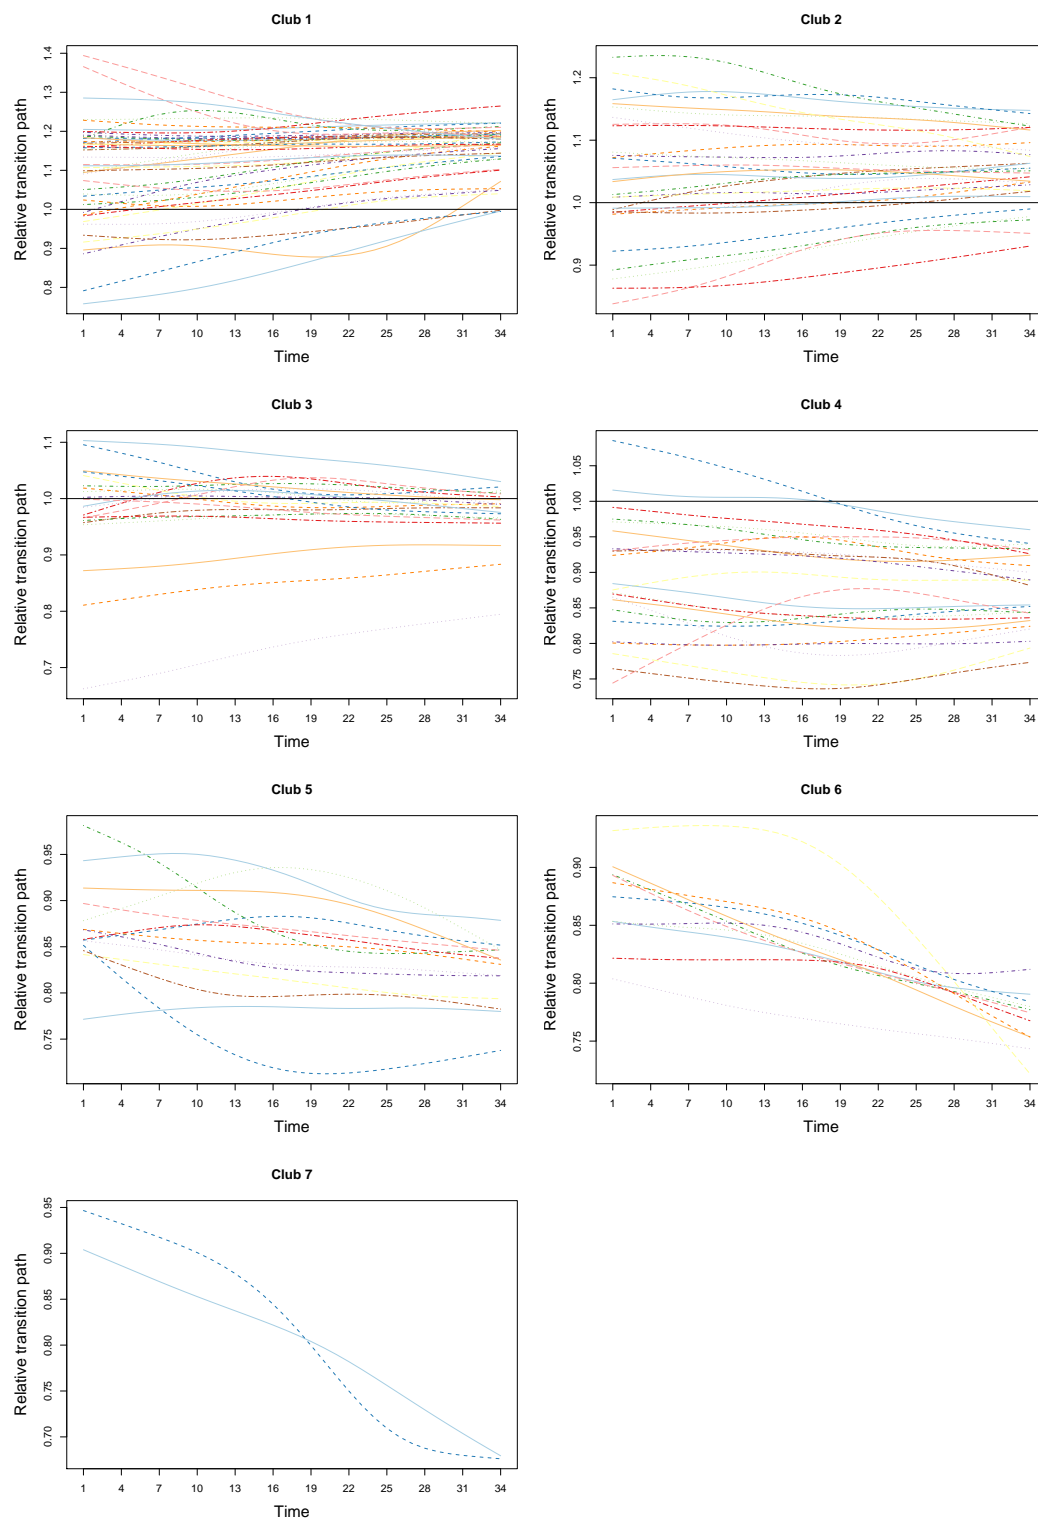 Club 1
Relative transition path
1.4
1.3
1.2
1.1
1.0
0.9
0.8
1 4 7 10 13 16 19 22 25 28 31 34
Time
Club 2
Relative transition path
1.2
1.1
1.0
0.9
1 4 7 10 13 16 19 22 25 28 31 34
Time
Club 3
Relative transition path
1.1
1.0
0.9
0.8
0.7
1 4 7 10 13 16 19 22 25 28 31 34
Time
Club 4
Relative transition path
1.05
1.00
0.95
0.90
0.85
0.80
0.75
1 4 7 10 13 16 19 22 25 28 31 34
Time
Club 5
Relative transition path
0.95
0.90
0.85
0.80
0.75
1 4 7 10 13 16 19 22 25 28 31 34
Time
Club 6
Relative transition path
0.90
0.85
0.80
0.75
1 4 7 10 13 16 19 22 25 28 31 34
Time
Club 7
Relative transition path
0.95
0.90
0.85
0.80
0.75
0.70
1 4 7 10 13 16 19 22 25 28 31 34
Time